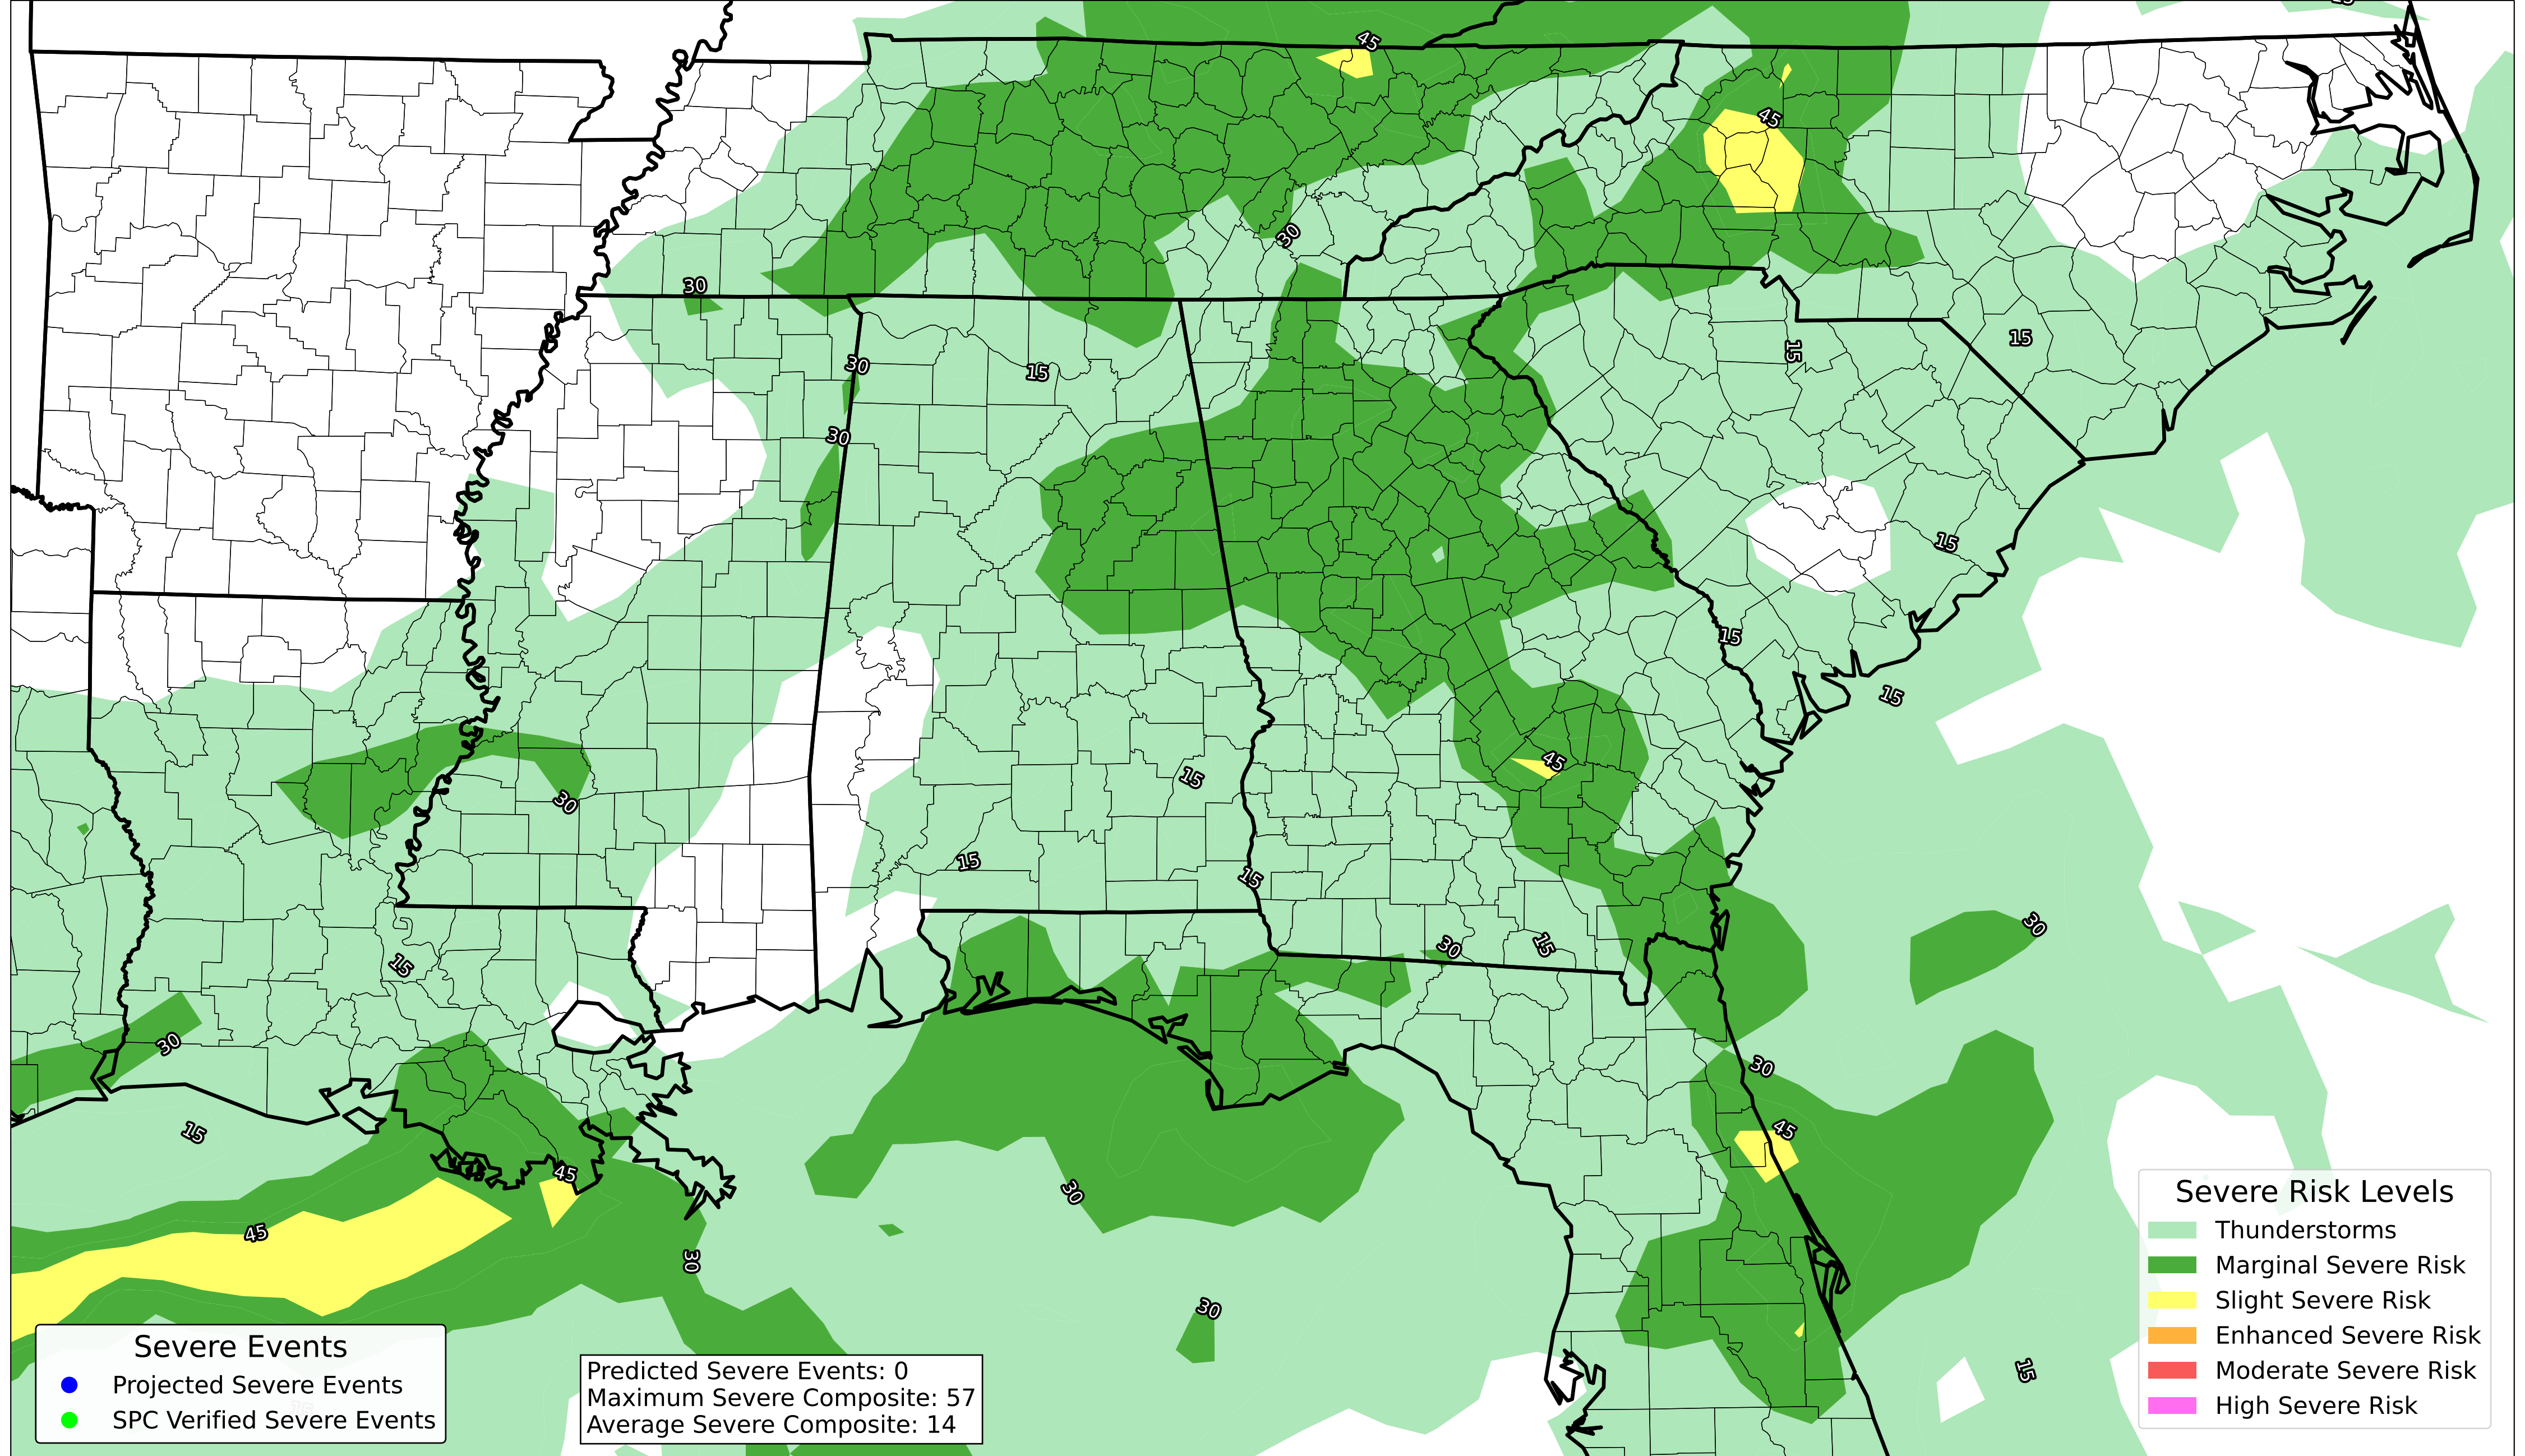 15
45
45
30
30
30
15
15
15
30
15
15
15
45
15
30
15
15
30
15
30
15
30
30
15
45
45
30
45
30
30
15
Severe Risk Levels
Thunderstorms
Marginal Severe Risk
Slight Severe Risk
Enhanced Severe Risk
Moderate Severe Risk
High Severe Risk
Severe Events
Projected Severe Events
SPC Verified Severe Events
Predicted Severe Events: 0
Maximum Severe Composite: 57
Average Severe Composite: 14